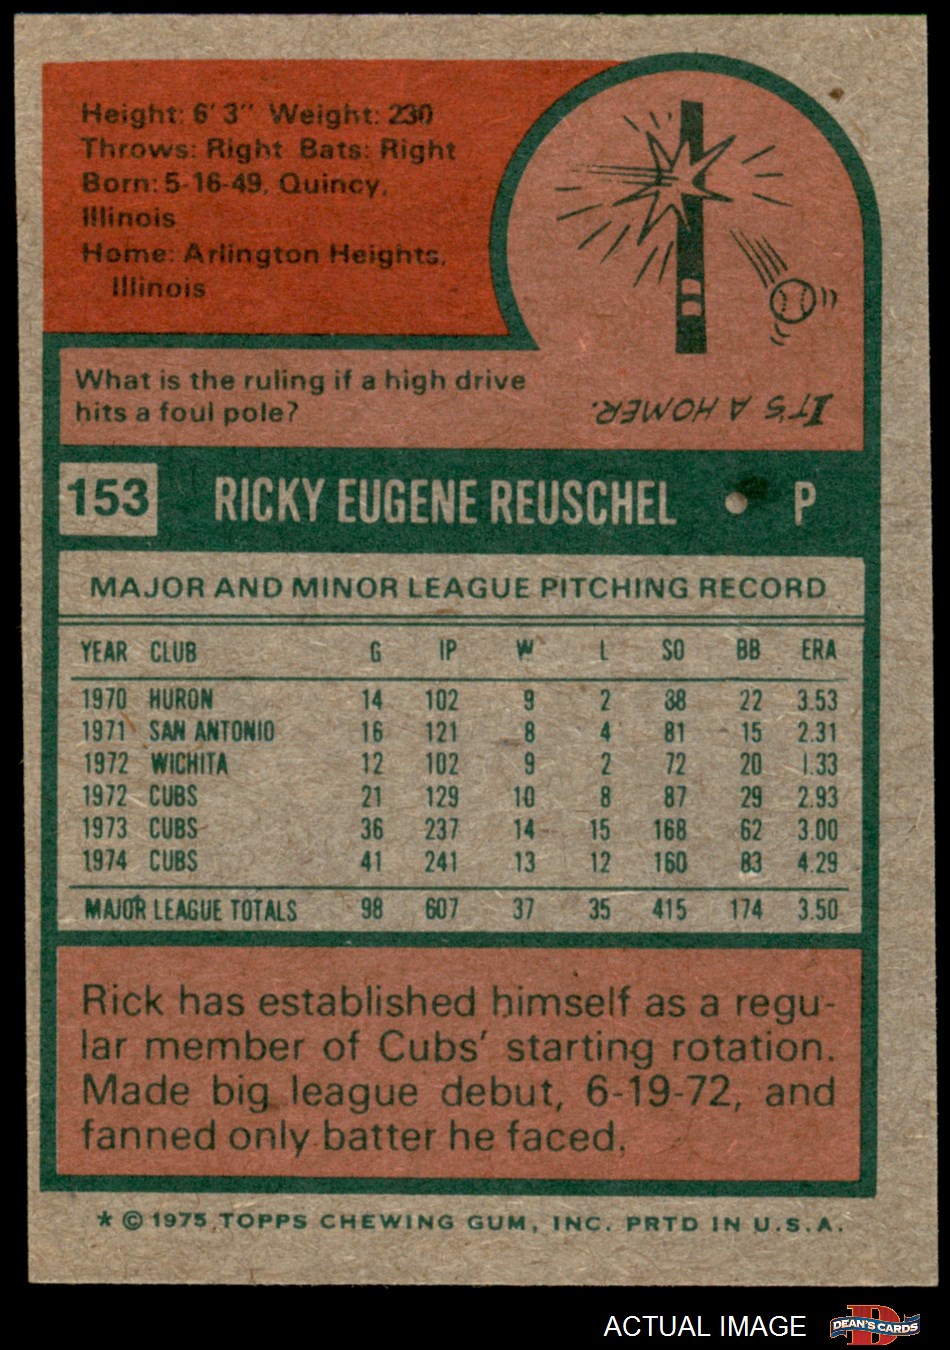 Height: 6' 3" Weight: 230
Throws: Right Bats: Right
Born: 5-16-49, Quincy,
Illinois
Home: Arlington Heights,
Illinois
What is the ruling if a high drive
hits a foul pole?
IT'S A HOMER.
153 RICKY EUGENE REUSCHEL • P
MAJOR AND MINOR LEAGUE PITCHING RECORD
YEAR CLUB G IP W L SO BB ERA
1970 HURON 14 102 9 2 88 22 3.53
1971 SAN ANTONIO 16 121 8 4 81 15 2.31
1972 WICHITA 12 102 9 2 72 20 1.33
1972 CUBS 21 129 10 8 87 29 2.93
1973 CUBS 36 237 14 15 168 62 3.00
1974 CUBS 41 241 13 12 160 83 4.29
MAJOR LEAGUE TOTALS 98 607 37 35 415 174 3.50
Rick has established himself as a regu-
lar member of Cubs' starting rotation.
Made big league debut, 6-19-72, and
fanned only batter he faced.
* © 1975 TOPPS CHEWING GUM, INC. PRTD IN U.S.A.
ACTUAL IMAGE
D
DEAN'S CARDS